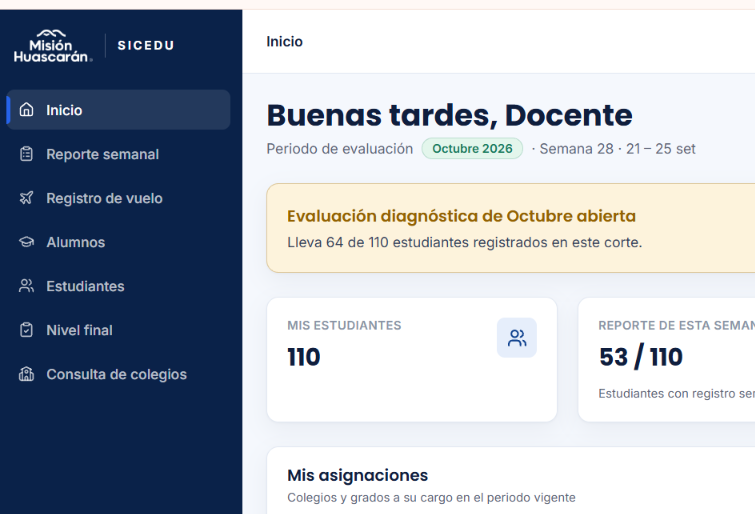 Misión
Huascarán
SICEDU
Inicio
Reporte semanal
Registro de vuelo
Alumnos
Estudiantes
Nivel final
Consulta de colegios
Inicio
Buenas tardes, Docente
Periodo de evaluación Octubre 2026 · Semana 28 · 21 – 25 set
Evaluación diagnóstica de Octubre abierta
Lleva 64 de 110 estudiantes registrados en este corte.
MIS ESTUDIANTES
110
REPORTE DE ESTA SEMAN
53 / 110
Estudiantes con registro se
Mis asignaciones
Colegios y grados a su cargo en el periodo vigente